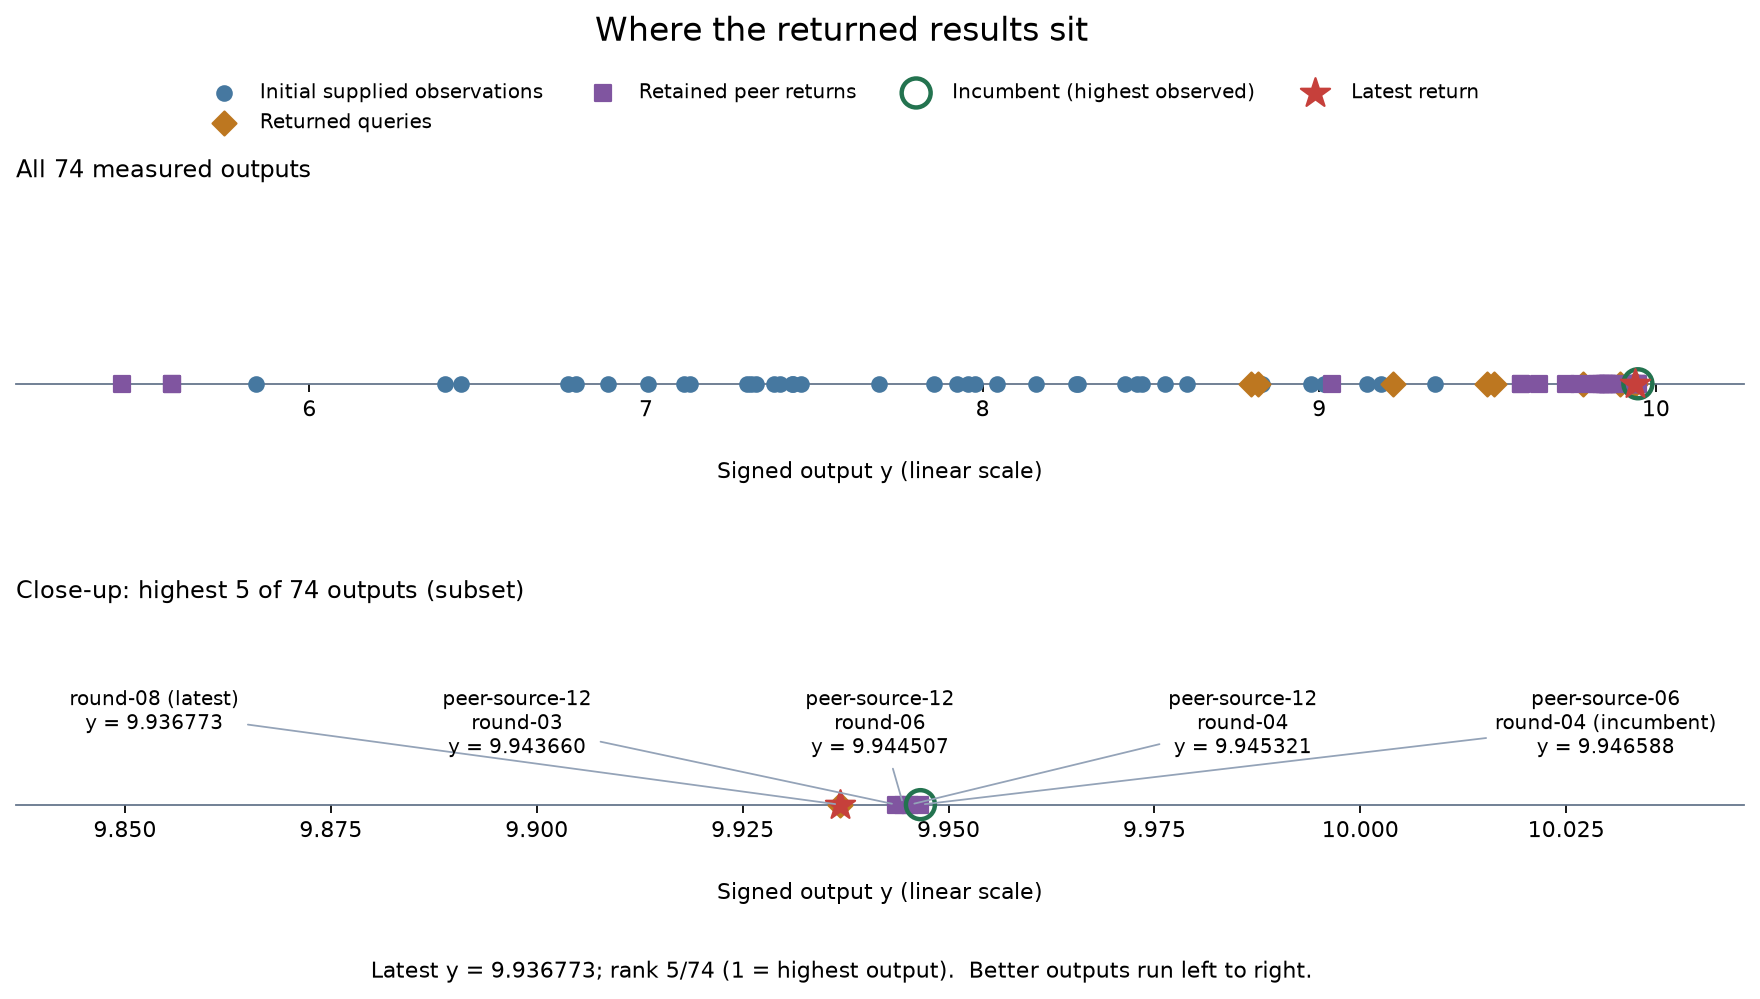 Where the returned results sit
Initial supplied observations
Returned queries
Retained peer returns
Incumbent (highest observed)
Latest return
All 74 measured outputs
6 7 8 9 10
Signed output y (linear scale)
Close-up: highest 5 of 74 outputs (subset)
round-08 (latest)
y = 9.936773
peer-source-12
round-03
y = 9.943660
peer-source-12
round-06
y = 9.944507
peer-source-12
round-04
y = 9.945321
peer-source-06
round-04 (incumbent)
y = 9.946588
9.850 9.875 9.900 9.925 9.950 9.975 10.000 10.025
Signed output y (linear scale)
Latest y = 9.936773; rank 5/74 (1 = highest output).  Better outputs run left to right.